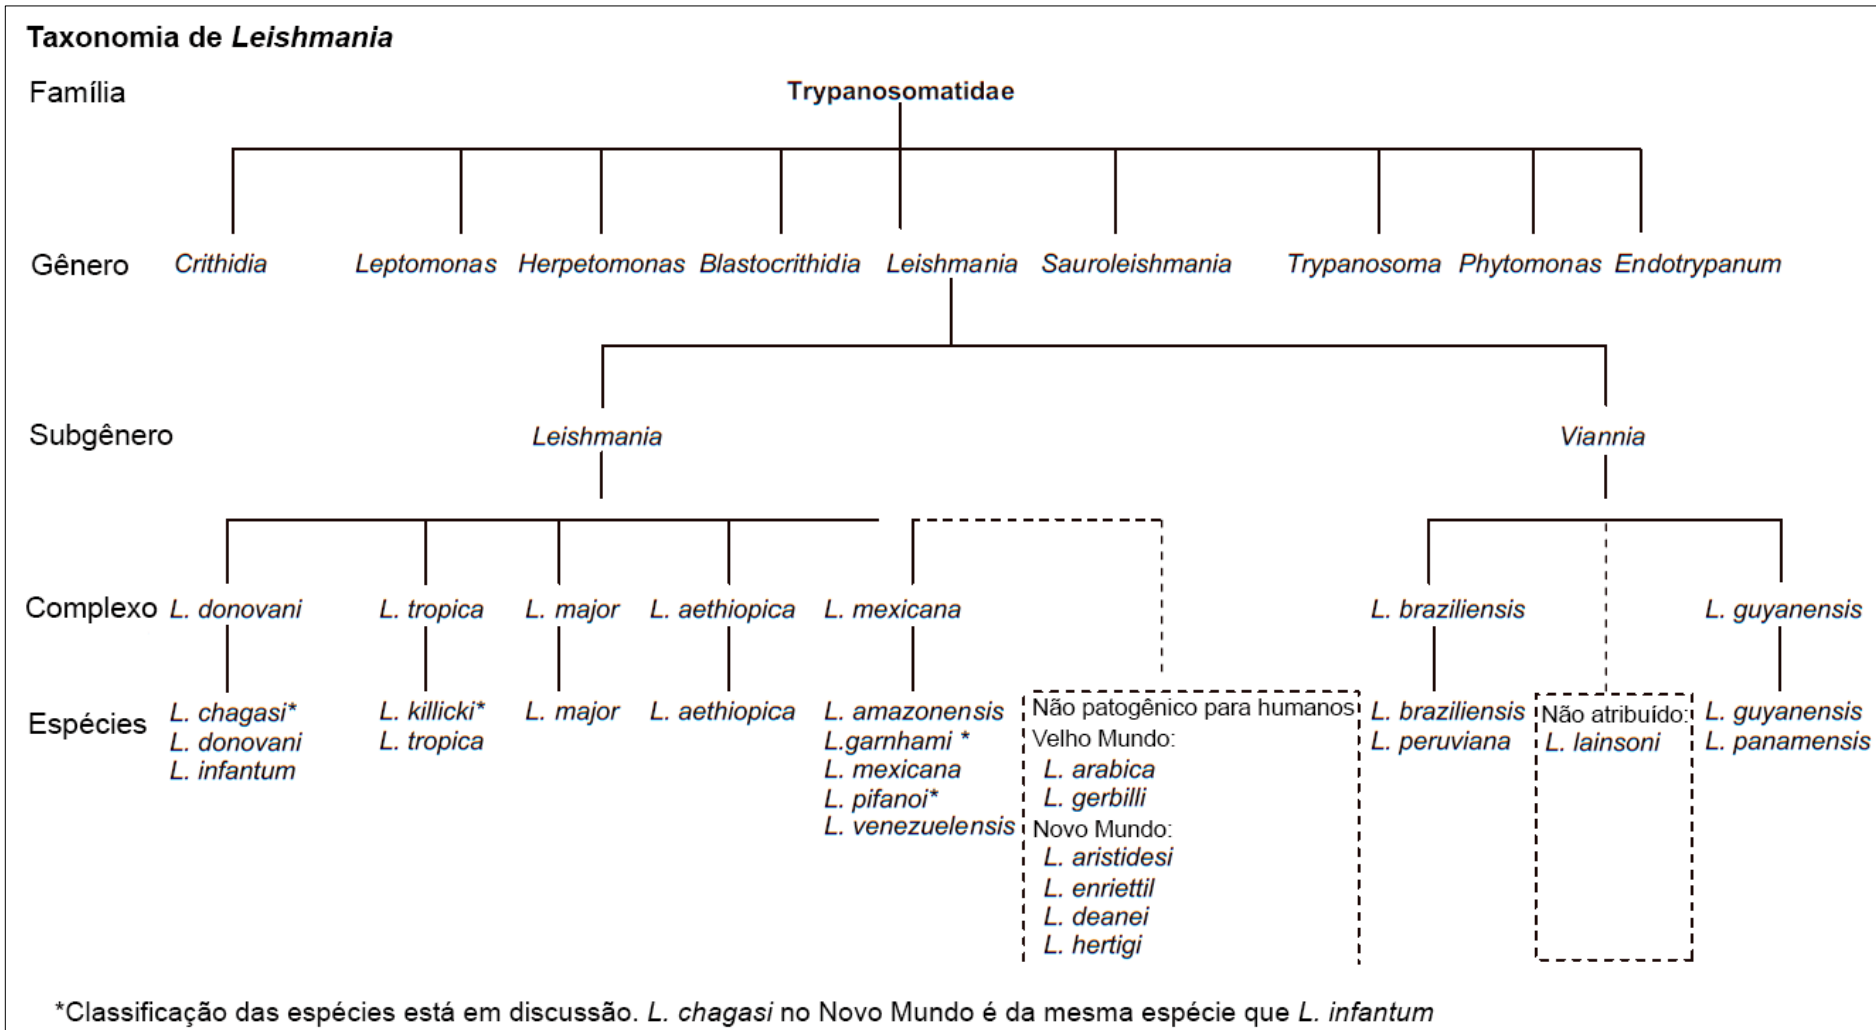 Taxonomia de Leishmania
Família Trypanosomatidae
Gênero Crithidia Leptomonas Herpetomonas Blastocrithidia Leishmania Sauroleishmania Trypanosoma Phytomonas Endotrypanum
Subgênero Leishmania Viannia
Complexo L. donovani L. tropica L. major L. aethiopica L. mexicana L. braziliensis L. guyanensis
Espécies
L. chagasi*
L. donovani
L. infantum
L. killicki*
L. tropica
L. major
L. aethiopica
L. amazonensis
L.garnhami *
L. mexicana
L. pifanoi*
L. venezuelensis
Não patogênico para humanos
Velho Mundo:
L. arabica
L. gerbilli
Novo Mundo:
L. aristidesi
L. enriettil
L. deanei
L. hertigi
L. braziliensis
L. peruviana
Não atribuído:
L. lainsoni
L. guyanensis
L. panamensis
*Classificação das espécies está em discussão. L. chagasi no Novo Mundo é da mesma espécie que L. infantum